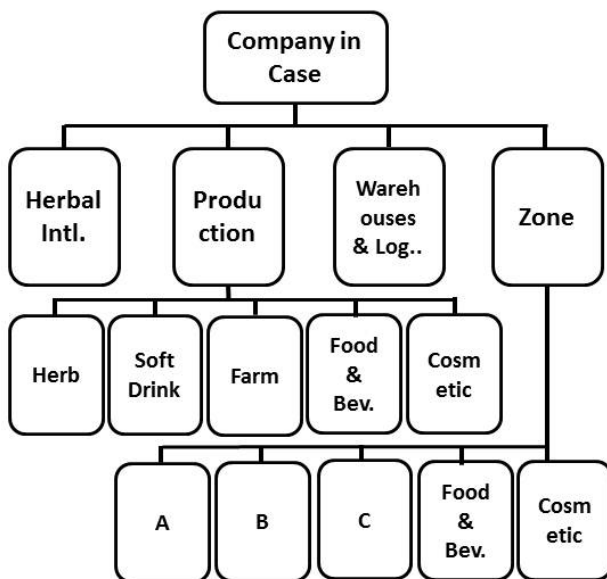 Company in
Case
Herbal
Intl.
Produ
ction
Wareh
ouses
& Log..
Zone
Herb
Soft
Drink
Farm
Food
&
Bev.
Cosm
etic
A
B
C
Food
&
Bev.
Cosm
etic